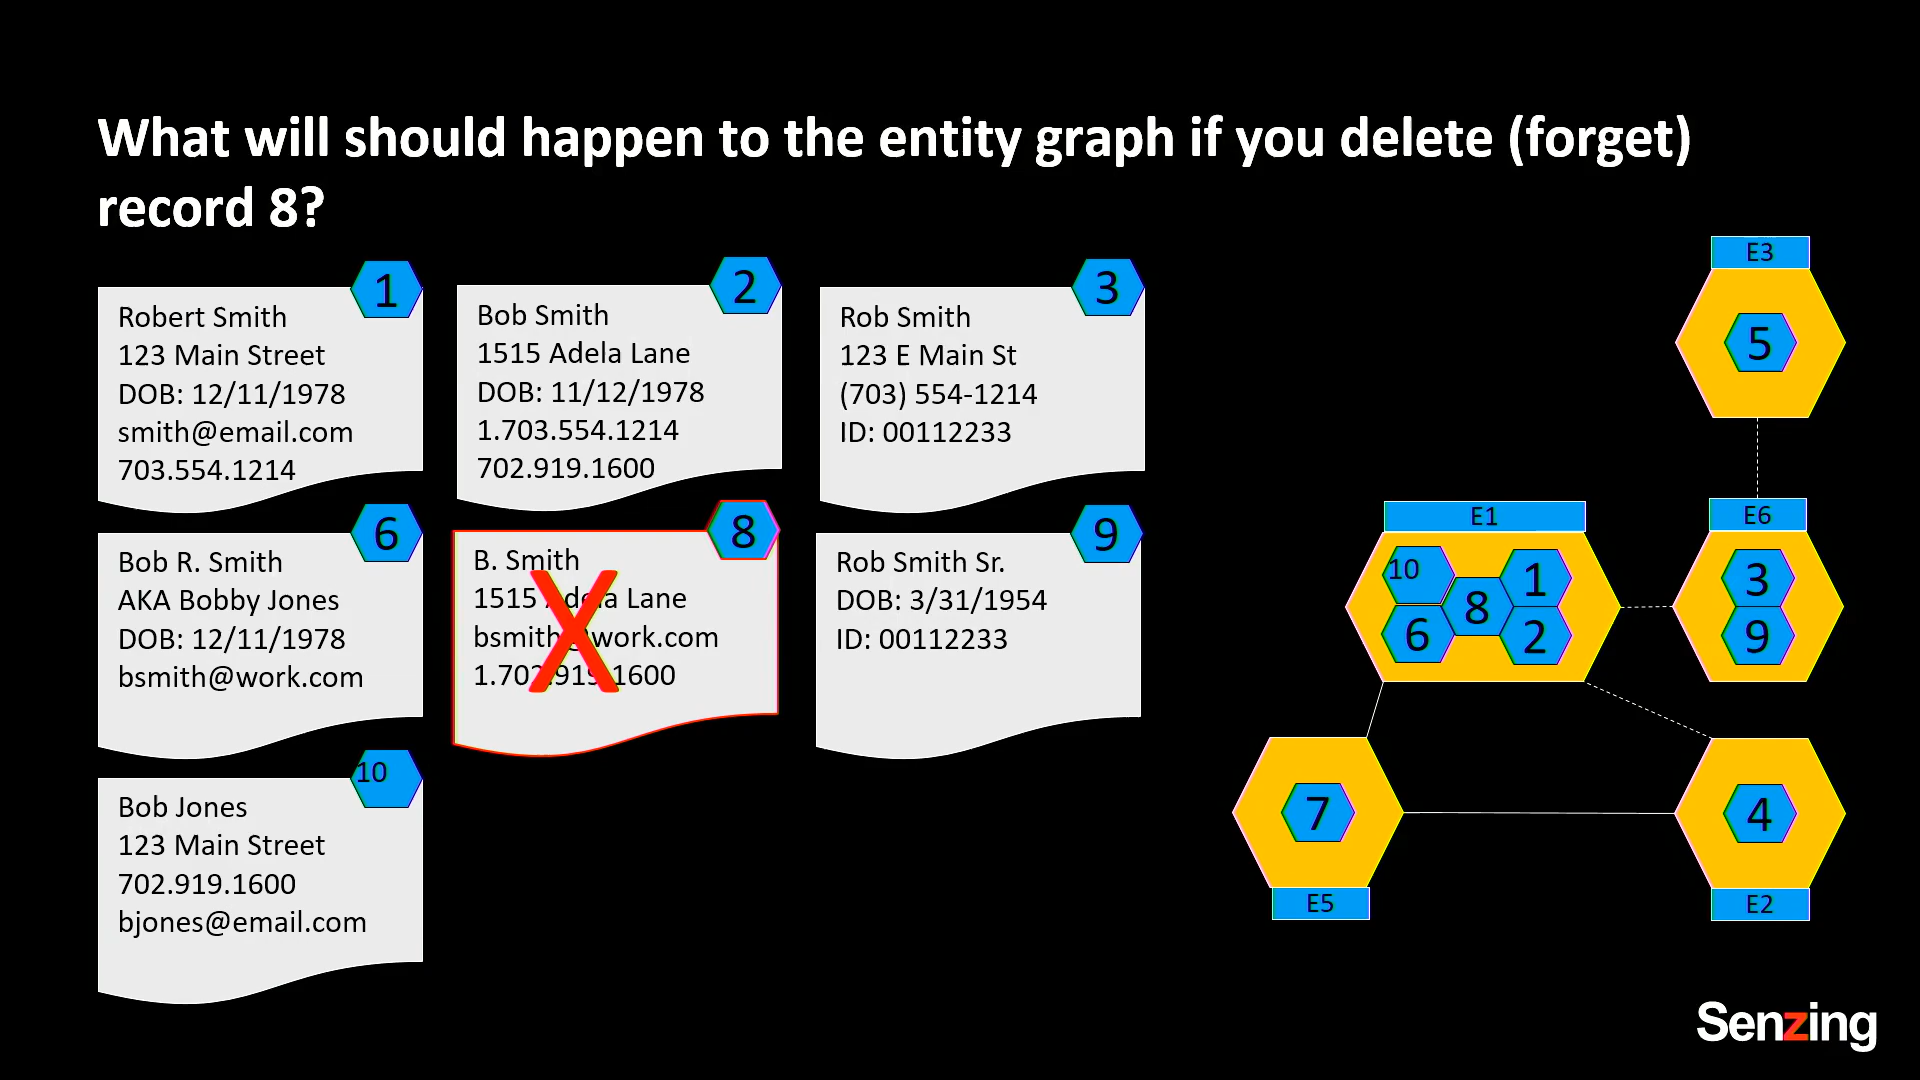 What will should happen to the entity graph if you delete (forget)
record 8?
1
Robert Smith
123 Main Street
DOB: 12/11/1978
smith@email.com
703.554.1214
2
Bob Smith
1515 Adela Lane
DOB: 11/12/1978
1.703.554.1214
702.919.1600
3
Rob Smith
123 E Main St
(703) 554-1214
ID: 00112233
6
Bob R. Smith
AKA Bobby Jones
DOB: 12/11/1978
bsmith@work.com
8
B. Smith
1515 Adela Lane
bsmith@work.com
1.702.919.1600
X
9
Rob Smith Sr.
DOB: 3/31/1954
ID: 00112233
10
Bob Jones
123 Main Street
702.919.1600
bjones@email.com
E3
5
E1
10
1
8
6
2
E6
3
9
7
E5
4
E2
Senzing